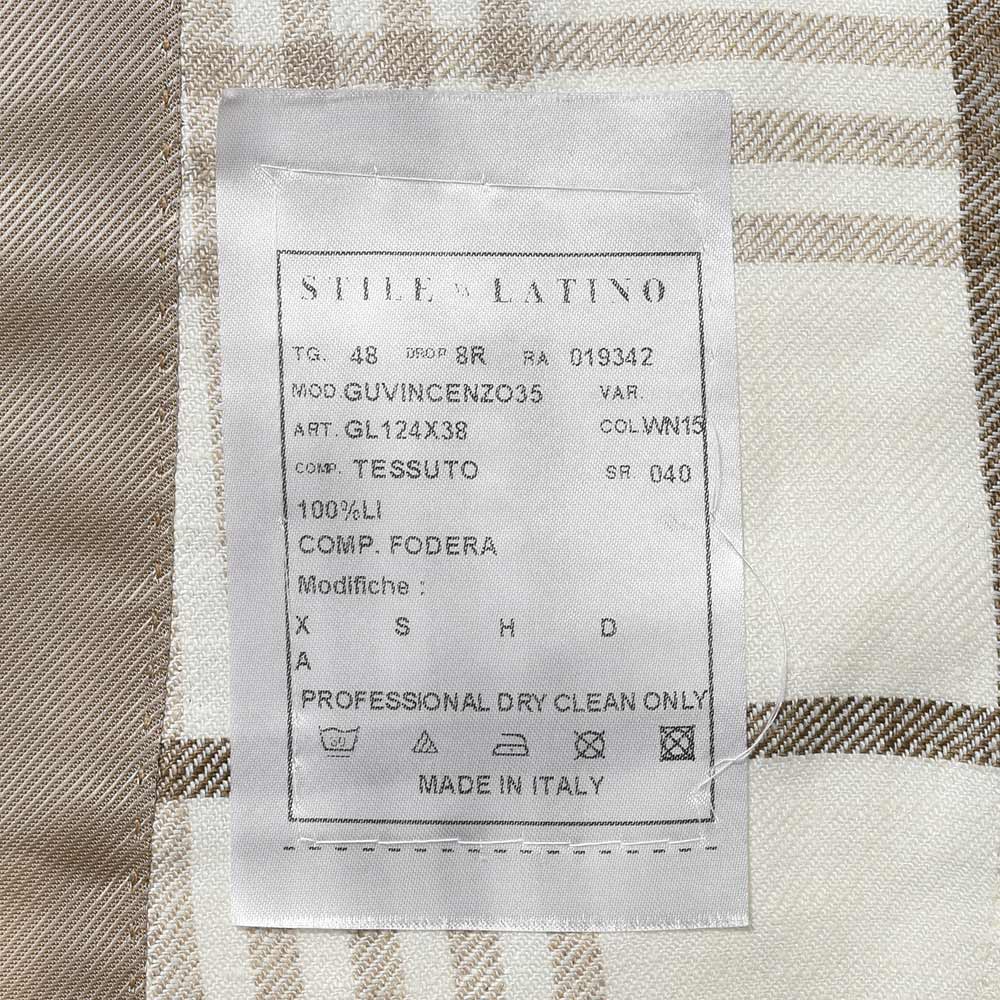 STILE LATINO
TG. 48 DROP 8R RA 019342
MOD. GUVINCENZO35 VAR.
ART. GL124X38 COL. WN15
COMP. TESSUTO SR 040
100%LI
COMP. FODERA
Modifiche :
X S H D
A
PROFESSIONAL DRY CLEAN ONLY
MADE IN ITALY